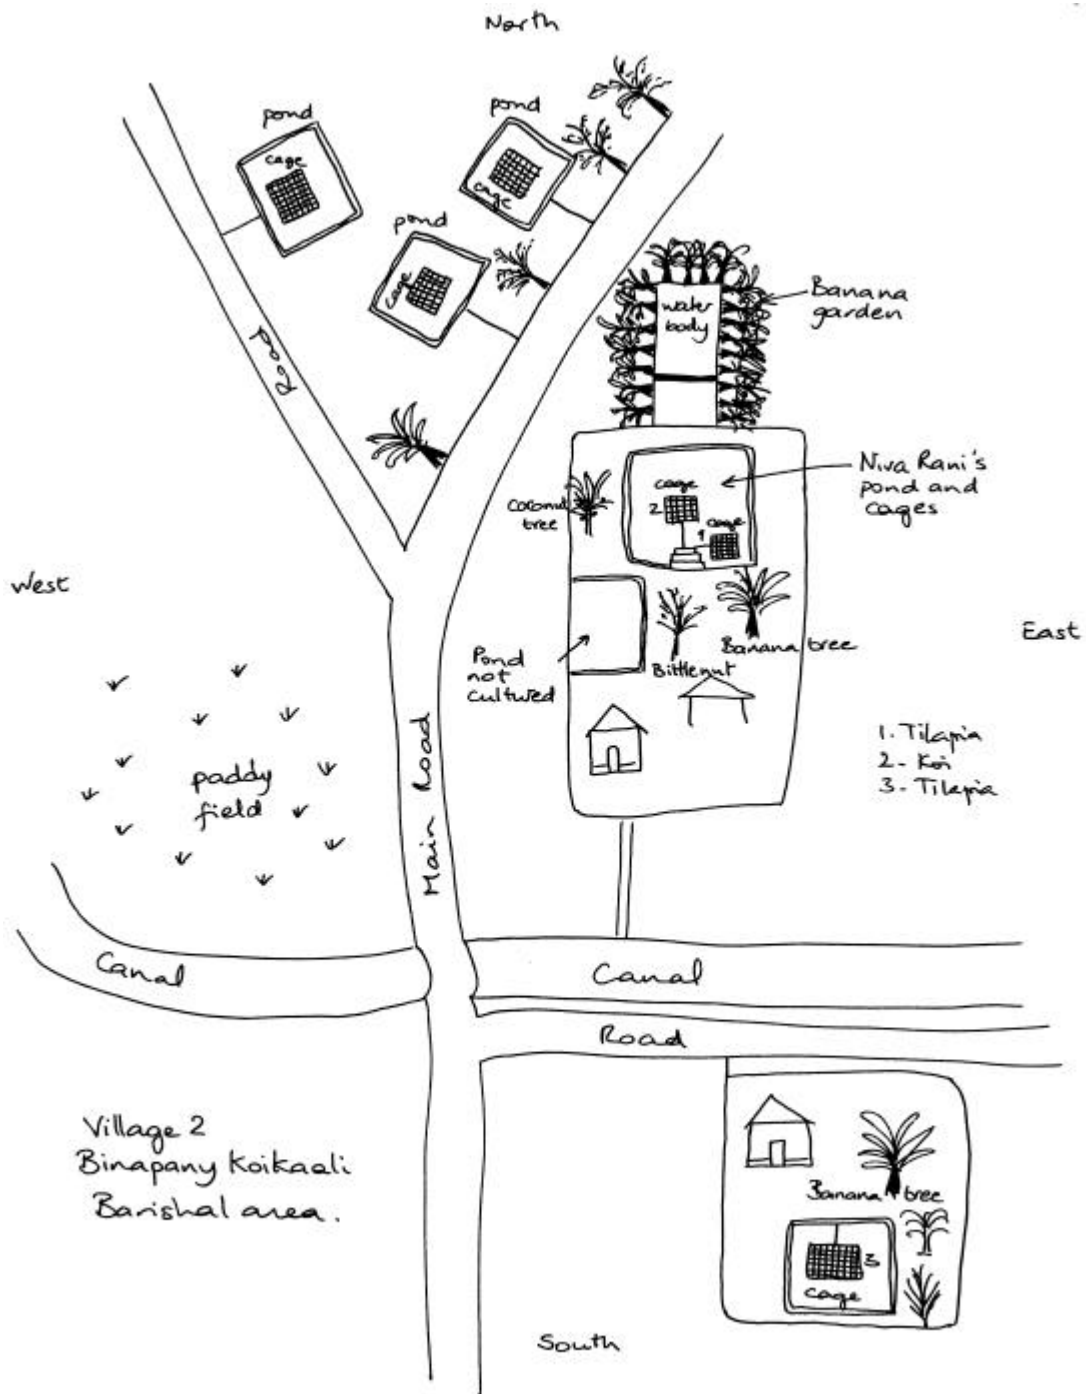 North
pond
cage
pond
cage
pond
cage
Road
water
body
Banana
garden
Niva Rani's
pond and
cages
cage
2
cage
1
Coconut
tree
West
East
Pond
not
cultured
Bittlenut
Banana tree
1. Tilapia
2 - Koi
3 - Tilapia
paddy
field
Main Road
Canal
Canal
Road
Village 2
Binapany Koikaali
Barishal area.
Banana tree
3
cage
South